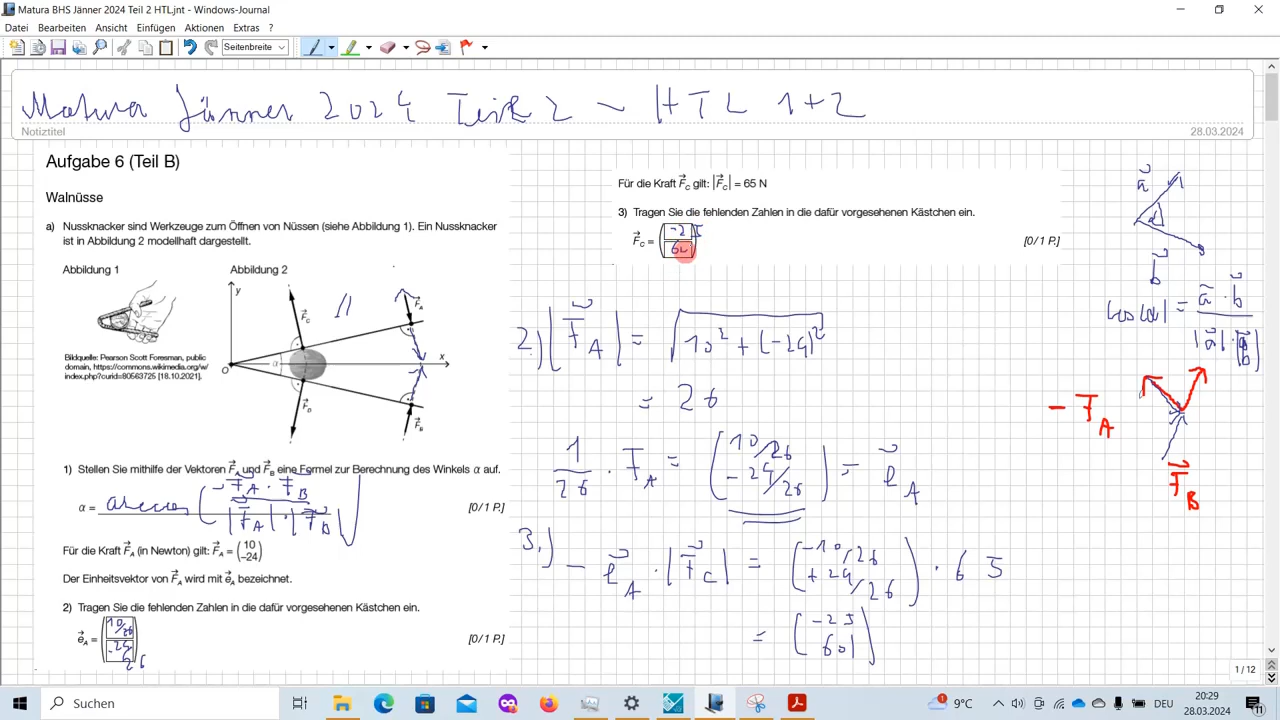 Matura BHS Jänner 2024 Teil 2 HTL.jnt - Windows-Journal
Datei Bearbeiten Ansicht Einfügen Aktionen Extras ?
Seitenbreite
Matura Jänner 2024 Teil 2 - HTL 1+2
Notiztitel
28.03.2024
Aufgabe 6 (Teil B)
Walnüsse
a) Nussknacker sind Werkzeuge zum Öffnen von Nüssen (siehe Abbildung 1). Ein Nussknacker
ist in Abbildung 2 modellhaft dargestellt.
Abbildung 1 Abbildung 2
Bildquelle: Pearson Scott Foresman, public
domain, https://commons.wikimedia.org/w/
index.php?curid=80563725 [18.10.2021].
y
F⃗C
F⃗A
α
O
x
F⃗D
F⃗B
1) Stellen Sie mithilfe der Vektoren F⃗A und F⃗B eine Formel zur Berechnung des Winkels α auf.
α = arccos (-F⃗A · F⃗B / |F⃗A| · |F⃗B|) [0/1 P.]
Für die Kraft F⃗A (in Newton) gilt: F⃗A = (10 -24)
Der Einheitsvektor von F⃗A wird mit e⃗A bezeichnet.
2) Tragen Sie die fehlenden Zahlen in die dafür vorgesehenen Kästchen ein.
e⃗A = (10/26 -24/26) [0/1 P.]
Für die Kraft F⃗C gilt: |F⃗C| = 65 N
3) Tragen Sie die fehlenden Zahlen in die dafür vorgesehenen Kästchen ein.
F⃗C = (-25 60) [0/1 P.]
2.) |F⃗A| = √(10² + (-24)²)
= 26
1/26 · FA = (10/26 -24/26) = e⃗A
3.) - e⃗A · |F⃗C| = (-10/26 +24/26) · 65
= (-25 60)
a⃗
α
b⃗
cos(α) = a⃗ · b⃗ / |a⃗| · |b⃗|
- F⃗A
F⃗B
1 / 12
Suchen
9°C
DEU
20:29
28.03.2024
11